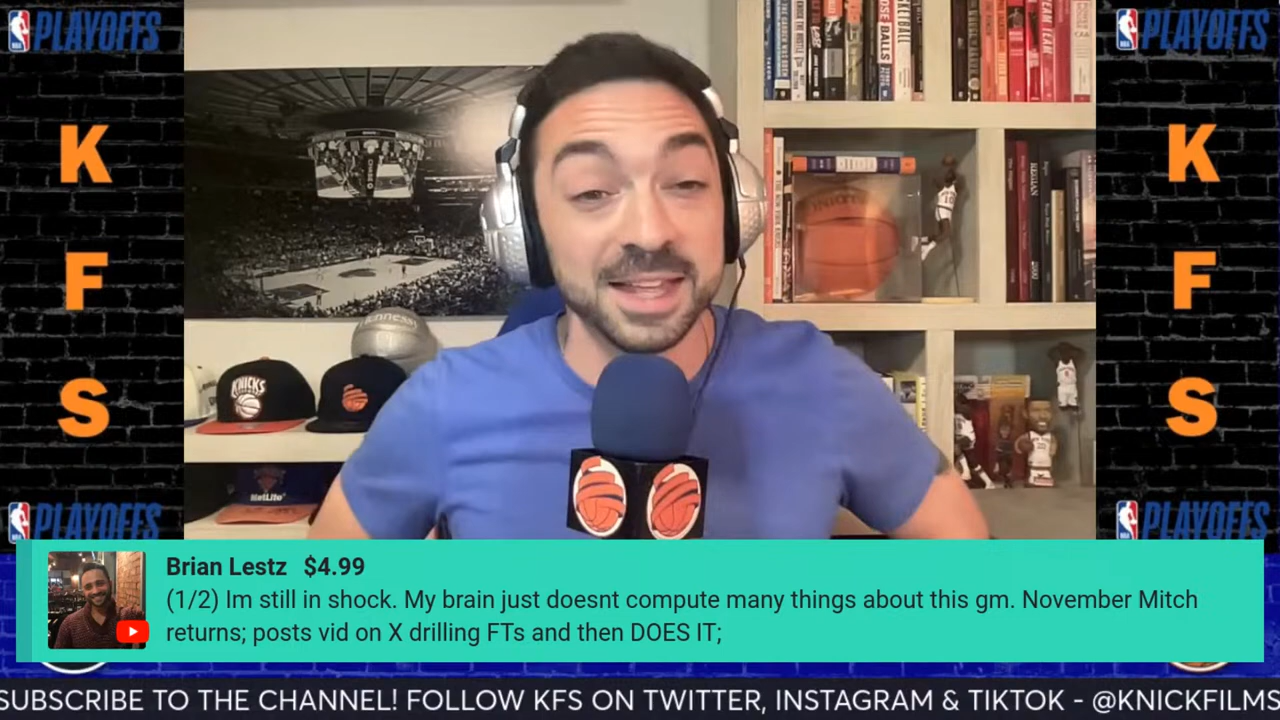 PLAYOFFS
PLAYOFFS
K
F
S
K
F
S
KNICKS
MetLife
Hennessy
PLAYOFFS
PLAYOFFS
Brian Lestz $4.99
(1/2) Im still in shock. My brain just doesnt compute many things about this gm. November Mitch
returns; posts vid on X drilling FTs and then DOES IT;
SUBSCRIBE TO THE CHANNEL! FOLLOW KFS ON TWITTER, INSTAGRAM & TIKTOK - @KNICKFILMS